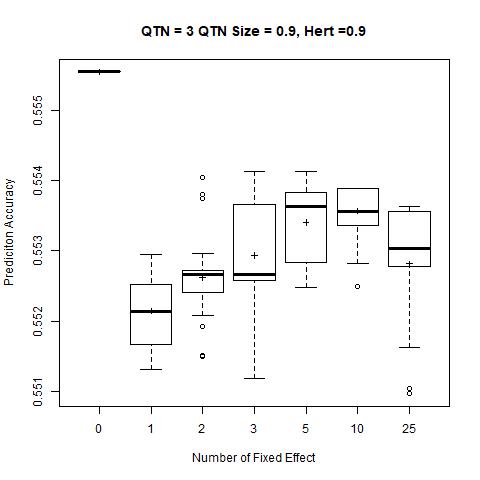 QTN = 3 QTN Size = 0.9, Hert =0.9
Prediciton Accuracy
0.555
0.554
0.553
0.552
0.551
0 1 2 3 5 10 25
Number of Fixed Effect